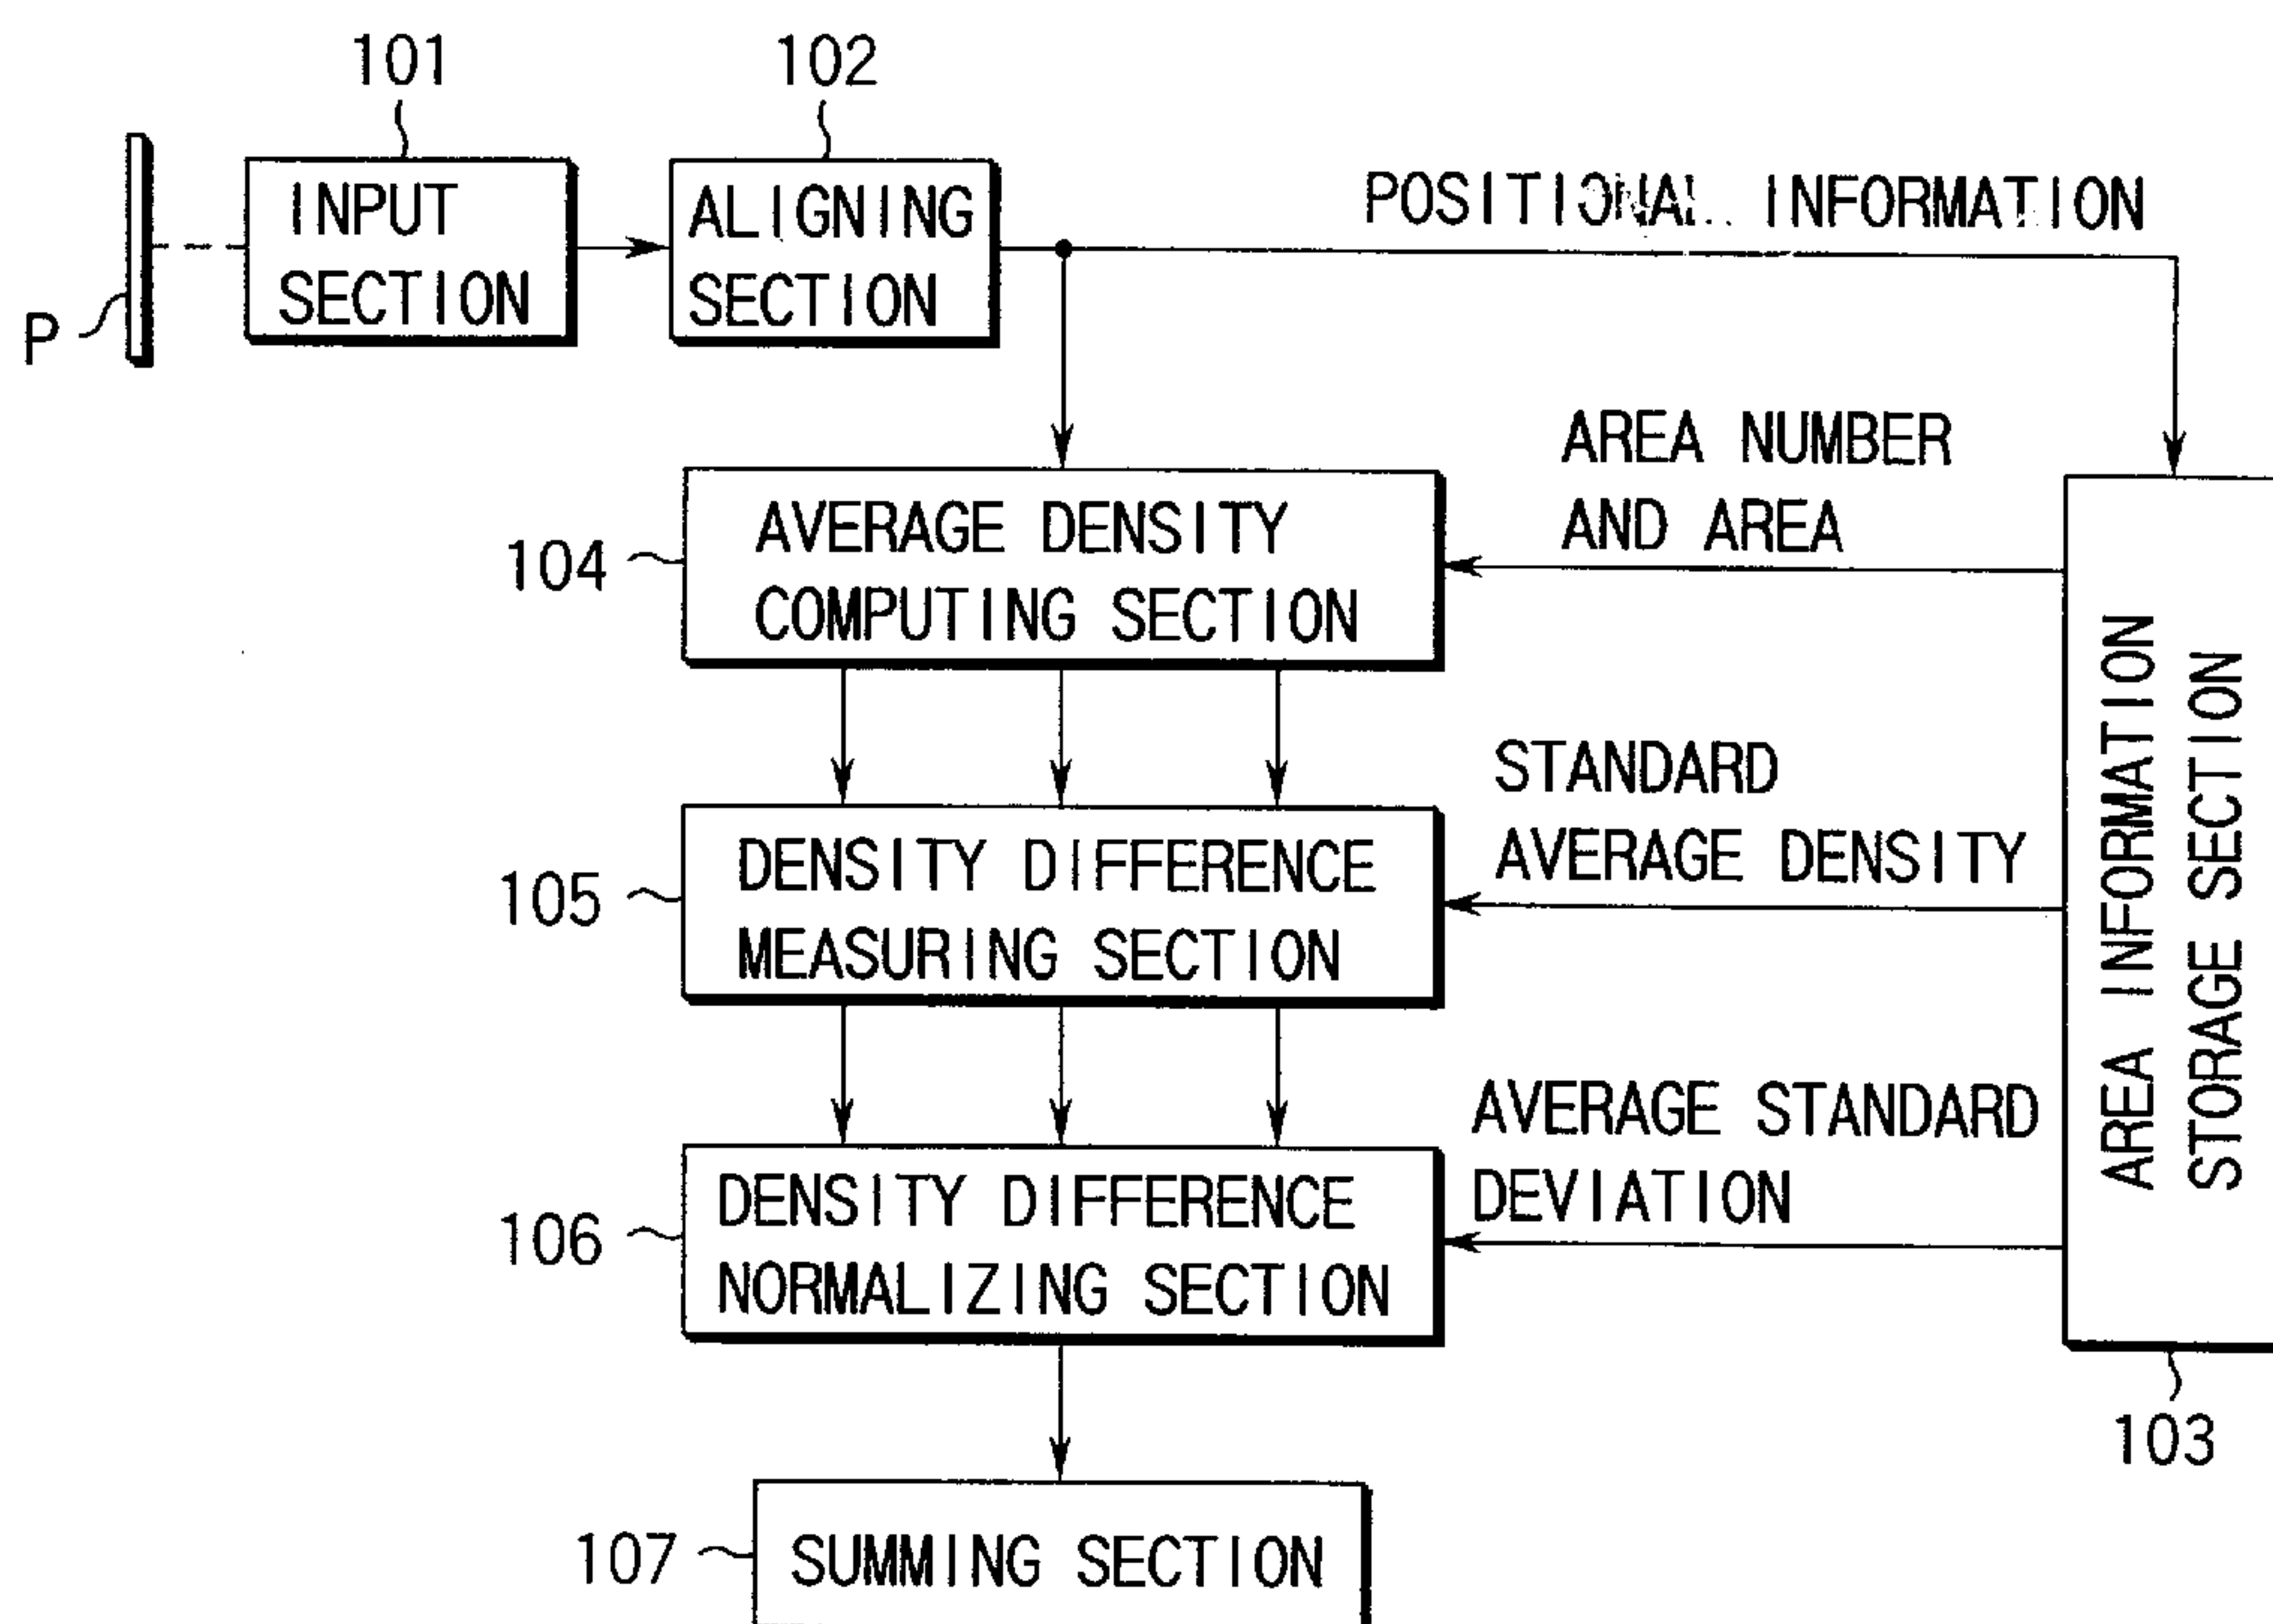 101
102
INPUT
SECTION
ALIGNING
SECTION
POSITIONAL INFORMATION
P
AREA NUMBER
AND AREA
104
AVERAGE DENSITY
COMPUTING SECTION
STANDARD
AVERAGE DENSITY
105
DENSITY DIFFERENCE
MEASURING SECTION
AREA INFORMATION
STORAGE SECTION
AVERAGE STANDARD
DEVIATION
106
DENSITY DIFFERENCE
NORMALIZING SECTION
103
107
SUMMING SECTION